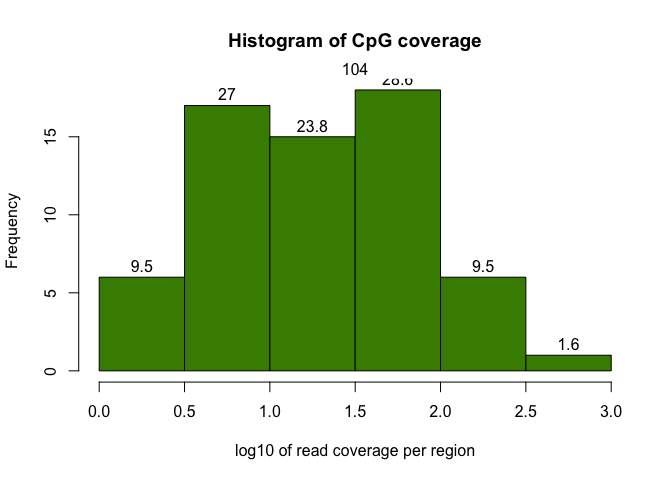 Histogram of CpG coverage
104
28.6
27
23.8
9.5
9.5
1.6
Frequency
15
10
5
0
0.0 0.5 1.0 1.5 2.0 2.5 3.0
log10 of read coverage per region